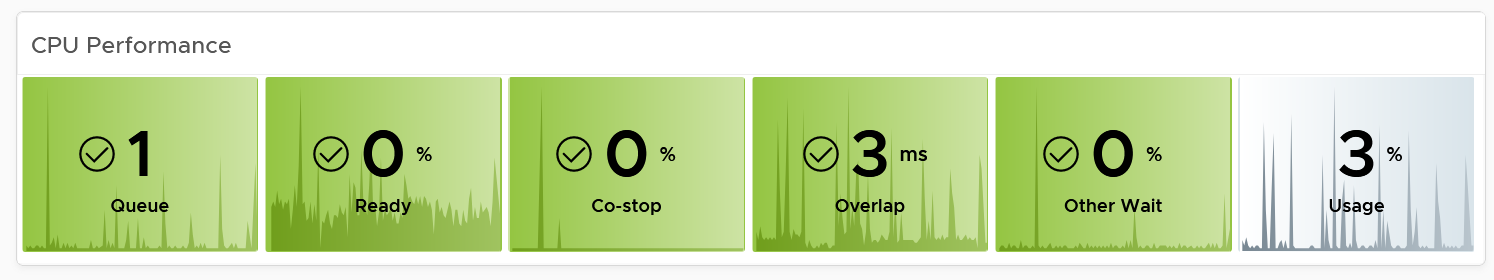 CPU Performance
1
Queue
0 %
Ready
0 %
Co-stop
3 ms
Overlap
0 %
Other Wait
3 %
Usage